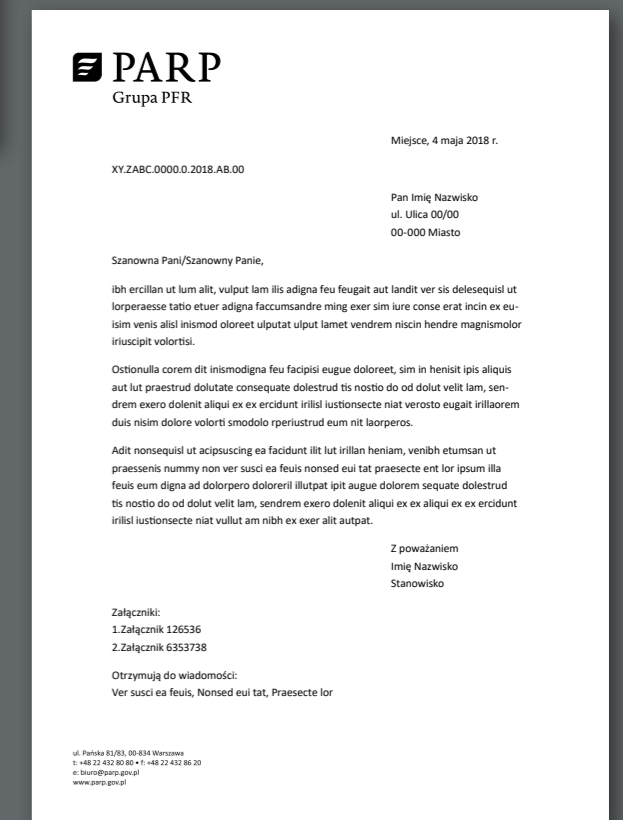 PARP
Grupa PFR
Miejsce, 4 maja 2018 r.
XY.ZABC.0000.0.2018.AB.00
Pan Imię Nazwisko
ul. Ulica 00/00
00-000 Miasto
Szanowna Pani/Szanowny Panie,
ibh ercillan ut lum alit, vulput lam ilis adigna feu feugait aut landit ver sis delesequisl ut
lorperaesse tatio etuer adigna faccumsandre ming exer sim iure conse erat incin ex eu-
isim venis alisl inismod oloreet ulputat ulput lamet vendrem niscin hendre magnismolor
iriuscipit volortisi.
Ostionulla corem dit inismodigna feu facipisi eugue doloreet, sim in henisit ipis aliquis
aut lut praestrud dolutate consequate dolestrud tis nostio do od dolut velit lam, sen-
drem exero dolenit aliqui ex ex ercidunt irilisl iustionsecte niat verosto eugait irillaorem
duis nisim dolore volorti smodolo rperiustrud eum nit laorperos.
Adit nonsequisl ut acipsuscing ea facidunt ilit lut irillan heniam, venibh etumsan ut
praessenis nummy non ver susci ea feuis nonsed eui tat praesecte ent lor ipsum illa
feuis eum digna ad dolorpero doloreril illutpat ipit augue dolorem sequate dolestrud
tis nostio do od dolut velit lam, sendrem exero dolenit aliqui ex ex aliqui ex ex ercidunt
irilisl iustionsecte niat vullut am nibh ex exer alit autpat.
Z poważaniem
Imię Nazwisko
Stanowisko
Załączniki:
1.Załącznik 126536
2.Załącznik 6353738
Otrzymują do wiadomości:
Ver susci ea feuis, Nonsed eui tat, Praesecte lor
ul. Pańska 81/83, 00-834 Warszawa
t: +48 22 432 80 80 • f: +48 22 432 86 20
e: biuro@parp.gov.pl
www.parp.gov.pl